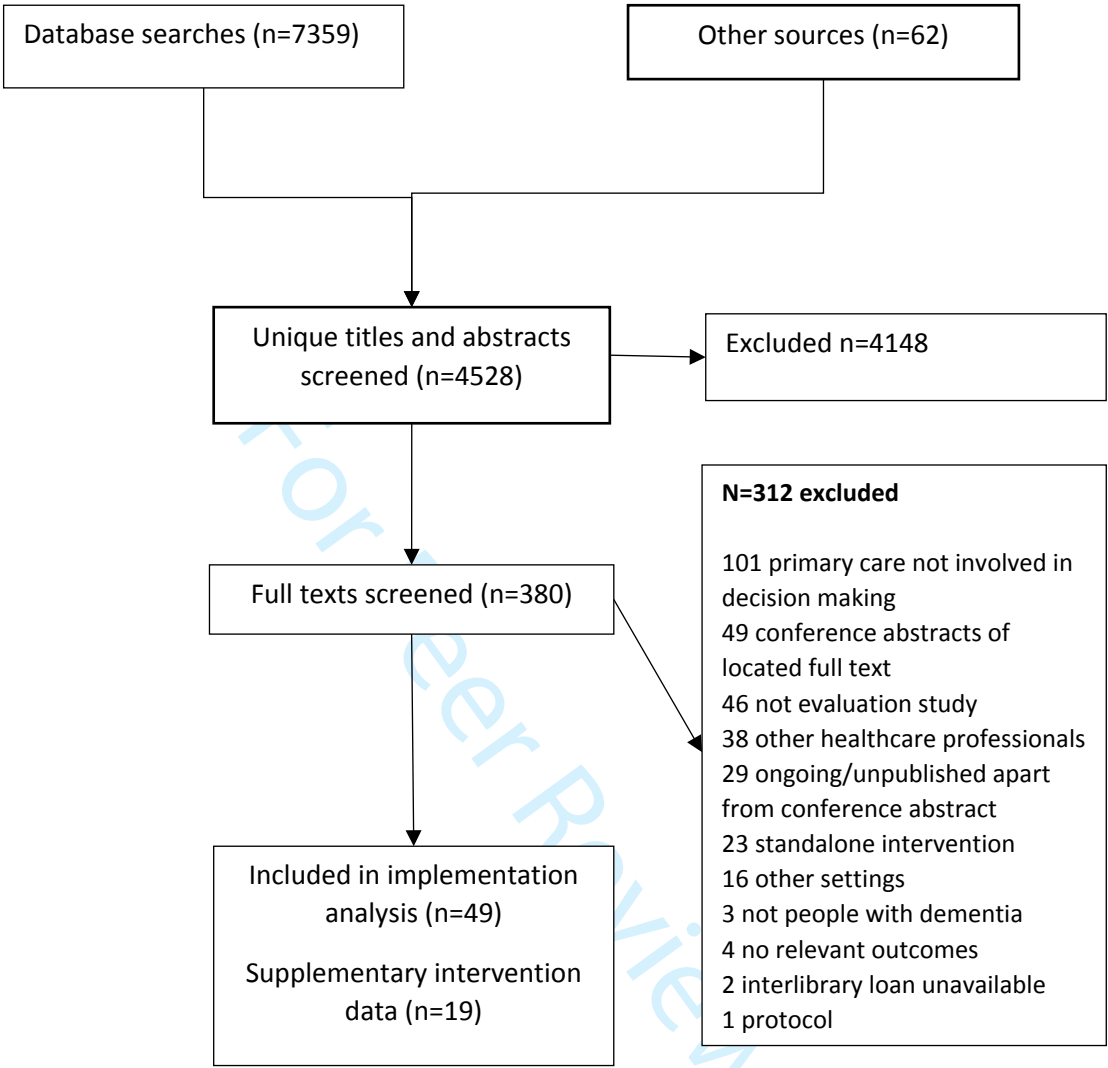 Database searches (n=7359)
Other sources (n=62)
Unique titles and abstracts
screened (n=4528)
Excluded n=4148
Full texts screened (n=380)
N=312 excluded
101 primary care not involved in
decision making
49 conference abstracts of
located full text
46 not evaluation study
38 other healthcare professionals
29 ongoing/unpublished apart
from conference abstract
23 standalone intervention
16 other settings
3 not people with dementia
4 no relevant outcomes
2 interlibrary loan unavailable
1 protocol
Included in implementation
analysis (n=49)
Supplementary intervention
data (n=19)
For Peer Review